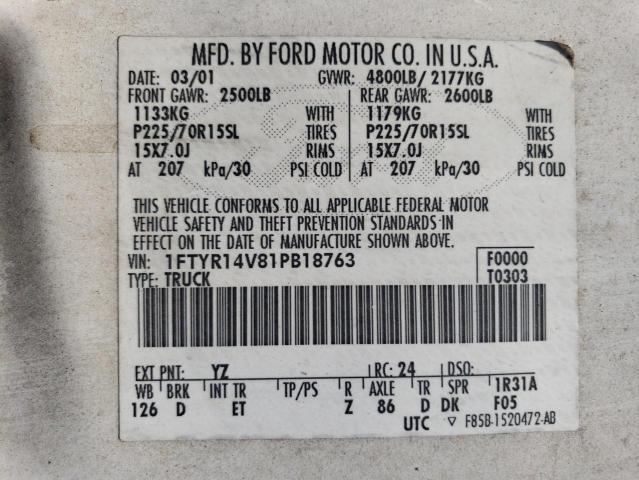 MFD. BY FORD MOTOR CO. IN U.S.A.
DATE: 03/01 GVWR: 4800LB/ 2177KG
FRONT GAWR: 2500LB REAR GAWR: 2600LB
1133KG WITH 1179KG WITH
P225/70R15SL TIRES P225/70R15SL TIRES
15X7.0J RIMS 15X7.0J RIMS
AT 207 kPa/30 PSI COLD AT 207 kPa/30 PSI COLD
THIS VEHICLE CONFORMS TO ALL APPLICABLE FEDERAL MOTOR
VEHICLE SAFETY AND THEFT PREVENTION STANDARDS IN
EFFECT ON THE DATE OF MANUFACTURE SHOWN ABOVE.
VIN: 1FTYR14V81PB18763 F0000
TYPE: TRUCK T0303
EXT PNT: YZ RC: 24 DSO:
WB BRK INT TR TP/PS R AXLE TR SPR 1R31A
126 D ET Z 86 D DK F05
UTC ▽ F85B-1520472-AB